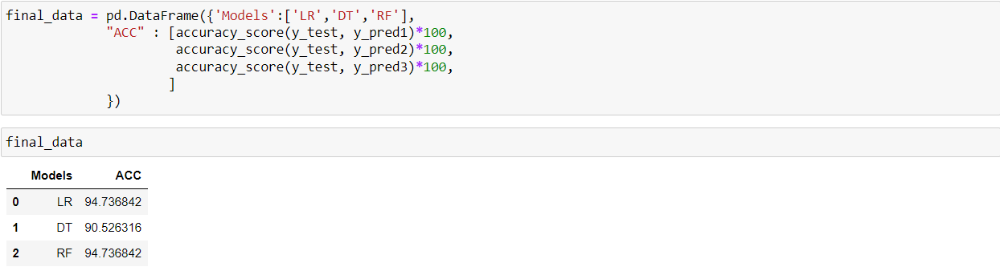 final_data = pd.DataFrame({'Models':['LR','DT','RF'],
"ACC" : [accuracy_score(y_test, y_pred1)*100,
accuracy_score(y_test, y_pred2)*100,
accuracy_score(y_test, y_pred3)*100,
]
})
final_data
Models ACC
0 LR 94.736842
1 DT 90.526316
2 RF 94.736842